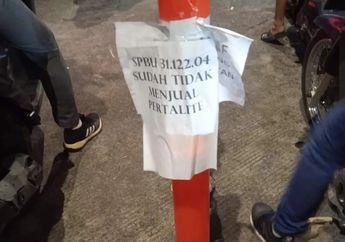 SPBU 31.122.04
SUDAH TIDAK
MENJUAL
PERTALITE